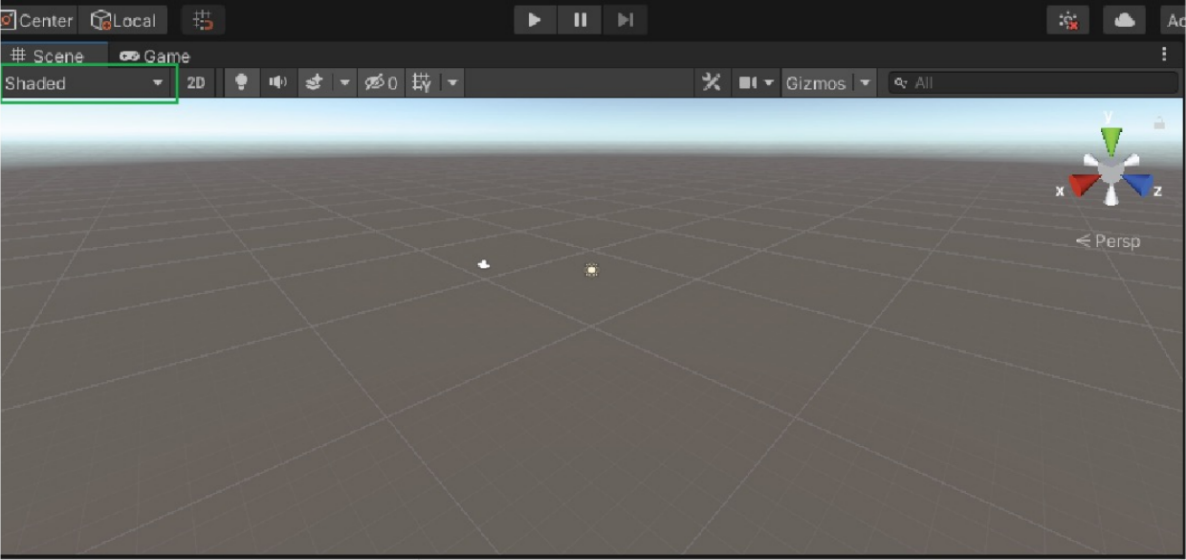 Center Local Ac
Scene Game
Shaded 2D 0 Gizmos All
y
x z
Persp